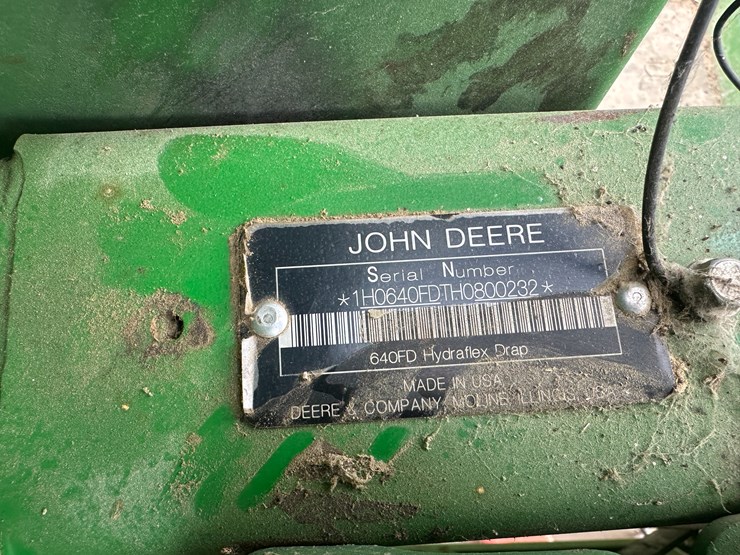 JOHN DEERE
Serial Number
*1H0640FDTH0800232*
640FD Hydraflex Drap
MADE IN USA
DEERE & COMPANY MOLINE ILLINOIS USA